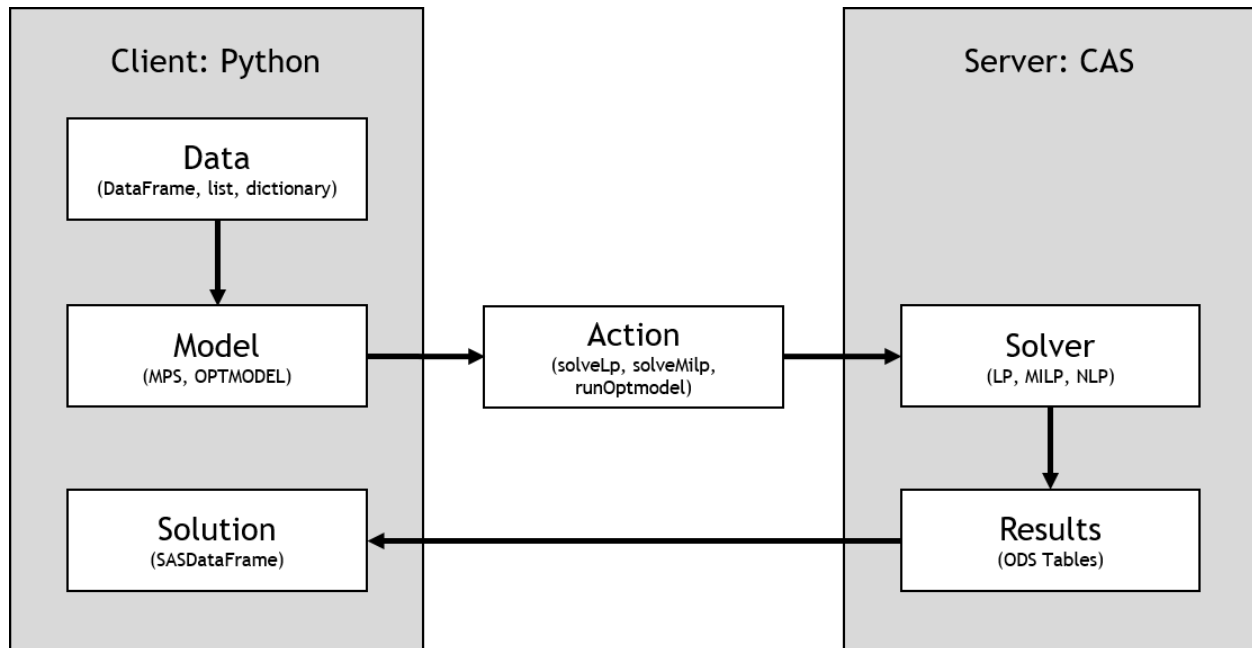 Client: Python
Data
(DataFrame, list, dictionary)
Model
(MPS, OPTMODEL)
Solution
(SASDataFrame)
Action
(solveLp, solveMilp,
runOptmodel)
Server: CAS
Solver
(LP, MILP, NLP)
Results
(ODS Tables)